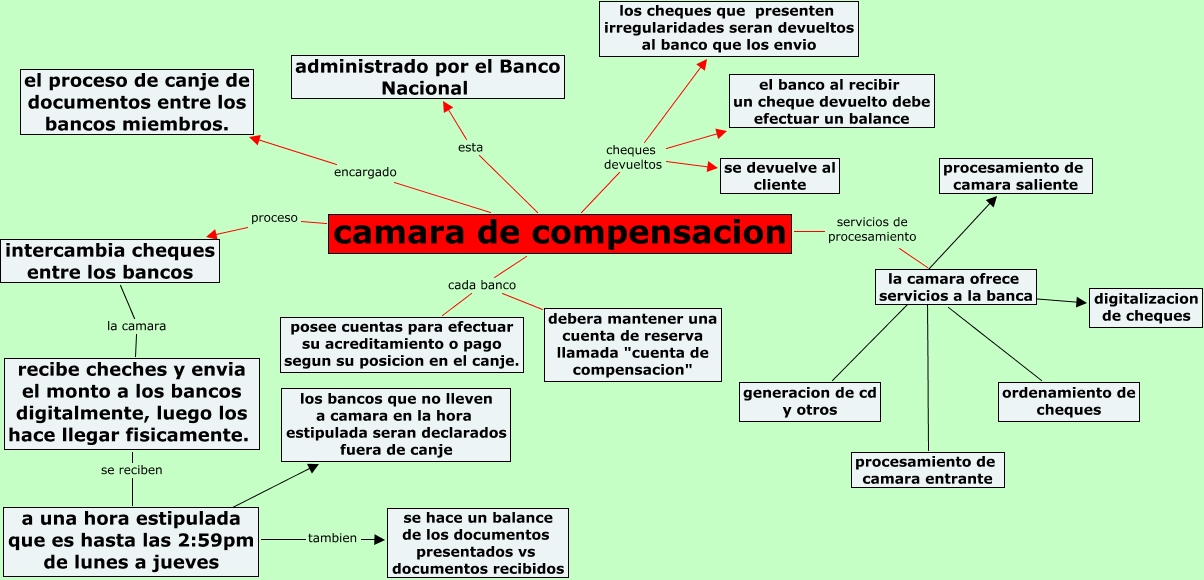 los cheques que presenten
irregularidades seran devueltos
al banco que los envio
el proceso de canje de
documentos entre los
bancos miembros.
administrado por el Banco
Nacional
el banco al recibir
un cheque devuelto debe
efectuar un balance
esta
cheques
devueltos
encargado
se devuelve al
cliente
procesamiento de
camara saliente
proceso
camara de compensacion
servicios de
procesamiento
intercambia cheques
entre los bancos
cada banco
la camara ofrece
servicios a la banca
digitalizacion
de cheques
la camara
posee cuentas para efectuar
su acreditamiento o pago
segun su posicion en el canje.
debera mantener una
cuenta de reserva
llamada "cuenta de
compensacion"
recibe cheches y envia
el monto a los bancos
digitalmente, luego los
hace llegar fisicamente.
los bancos que no lleven
a camara en la hora
estipulada seran declarados
fuera de canje
generacion de cd
y otros
ordenamiento de
cheques
se reciben
procesamiento de
camara entrante
a una hora estipulada
que es hasta las 2:59pm
de lunes a jueves
tambien
se hace un balance
de los documentos
presentados vs
documentos recibidos